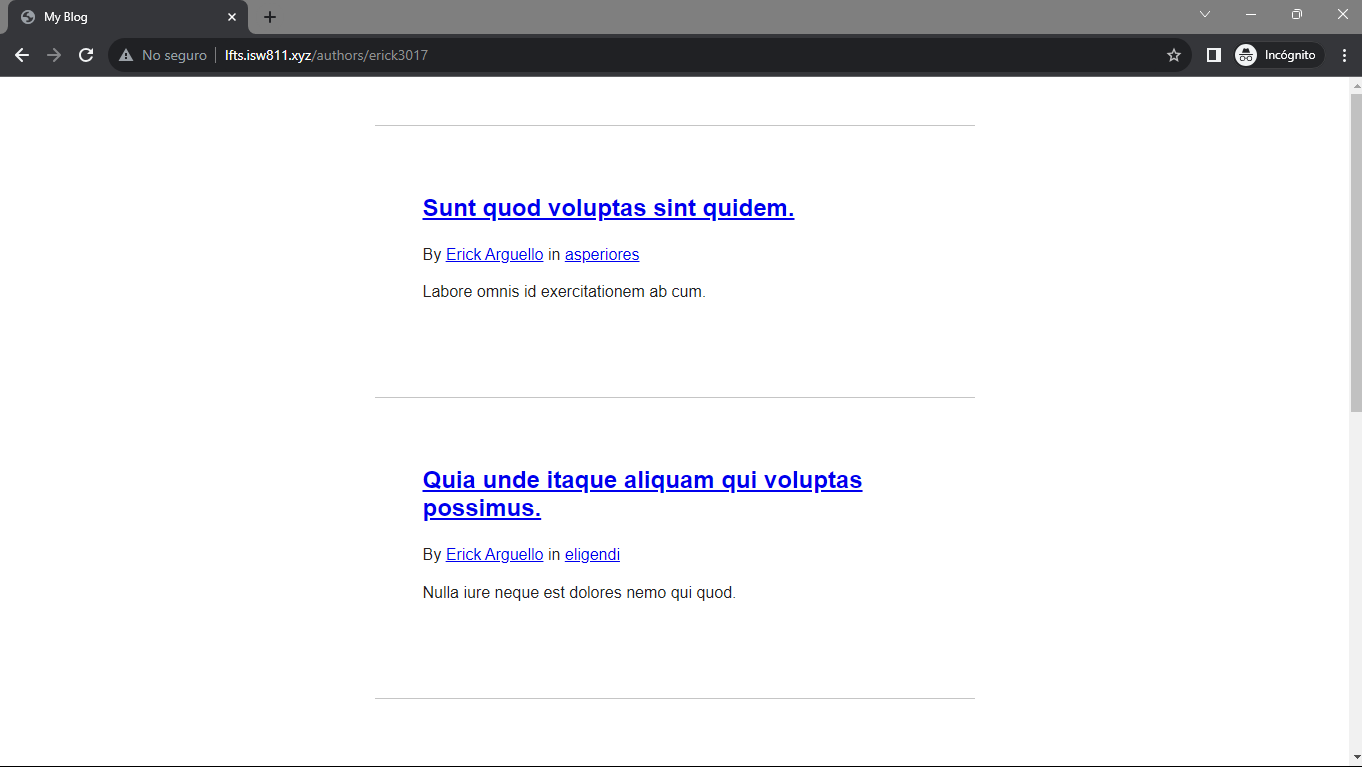 My Blog
No seguro lfts.isw811.xyz/authors/erick3017
Incógnito
Sunt quod voluptas sint quidem.
By Erick Arguello in asperiores
Labore omnis id exercitationem ab cum.
Quia unde itaque aliquam qui voluptas
possimus.
By Erick Arguello in eligendi
Nulla iure neque est dolores nemo qui quod.